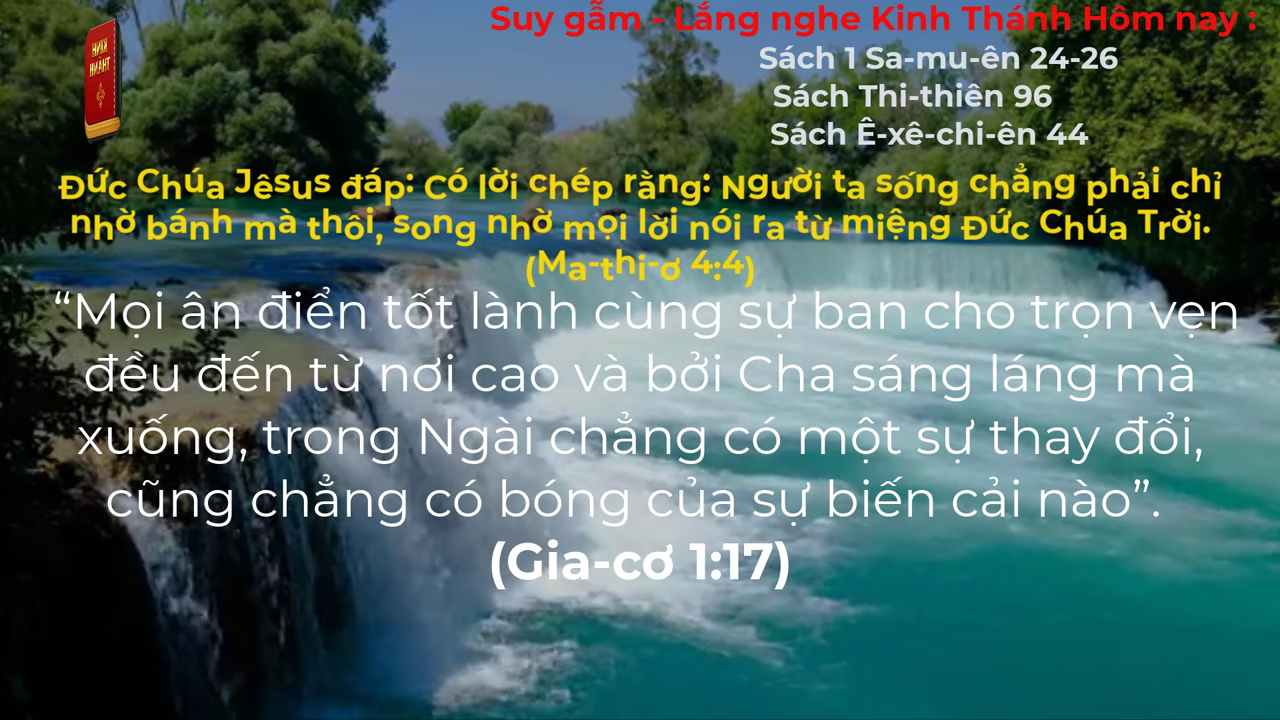 Suy gẫm - Lắng nghe Kinh Thánh Hôm nay :
Sách 1 Sa-mu-ên 24-26
Sách Thi-thiên 96
Sách Ê-xê-chi-ên 44
KINH
THÁNH
Đức Chúa Jêsus đáp: Có lời chép rằng: Người ta sống chẳng phải chỉ
nhờ bánh mà thôi, song nhờ mọi lời nói ra từ miệng Đức Chúa Trời.
(Ma-thi-ơ 4:4)
“Mọi ân điển tốt lành cùng sự ban cho trọn vẹn
đều đến từ nơi cao và bởi Cha sáng láng mà
xuống, trong Ngài chẳng có một sự thay đổi,
cũng chẳng có bóng của sự biến cải nào”.
(Gia-cơ 1:17)